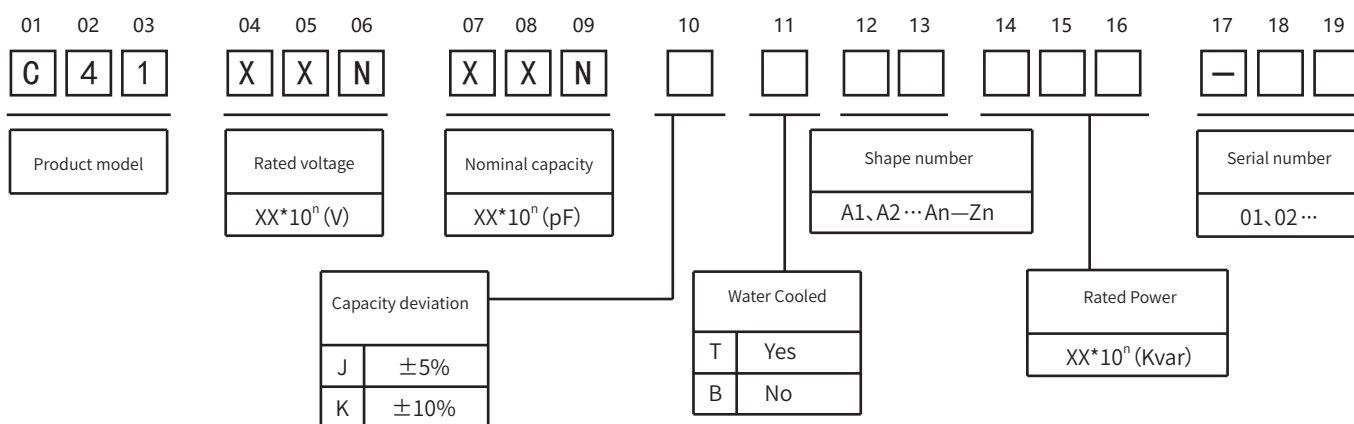 01 02 03 04 05 06 07 08 09 10 11 12 13 14 15 16 17 18 19
C 4 1 X X N X X N —
Product model Rated voltage Nominal capacity Shape number Serial number
XX*10ⁿ(V) XX*10ⁿ(pF) A1、A2…An—Zn 01、02…
Capacity deviation Water Cooled Rated Power
J ±5% T Yes XX*10ⁿ(Kvar)
K ±10% B No